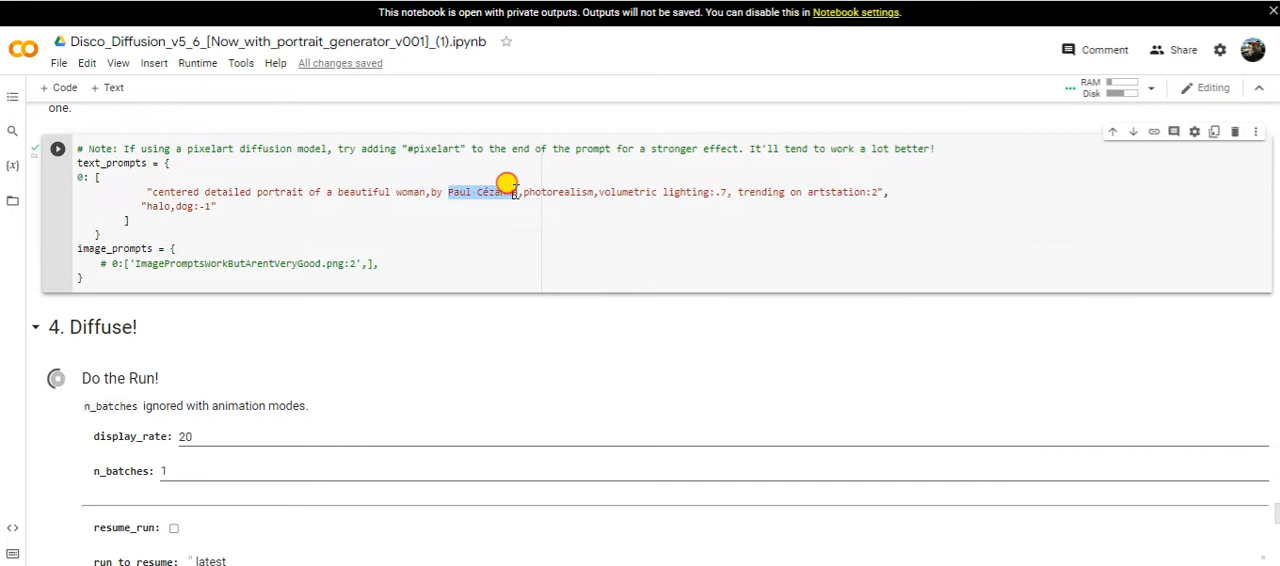 This notebook is open with private outputs. Outputs will not be saved. You can disable this in Notebook settings.
Disco_Diffusion_v5_6_[Now_with_portrait_generator_v001]_(1).ipynb
Comment
Share
File Edit View Insert Runtime Tools Help All changes saved
+ Code + Text
RAM
Disk
Editing
one.
# Note: If using a pixelart diffusion model, try adding "#pixelart" to the end of the prompt for a stronger effect. It'll tend to work a lot better!
text_prompts = {
0: [
"centered detailed portrait of a beautiful woman,by Paul Cézanne,photorealism,volumetric lighting:.7, trending on artstation:2",
"halo,dog:-1"
]
}
image_prompts = {
# 0:['ImagePromptsWorkButArentVeryGood.png:2',],
}
4. Diffuse!
Do the Run!
n_batches ignored with animation modes.
display_rate: 20
n_batches: 1
resume_run:
run_to_resume: " latest